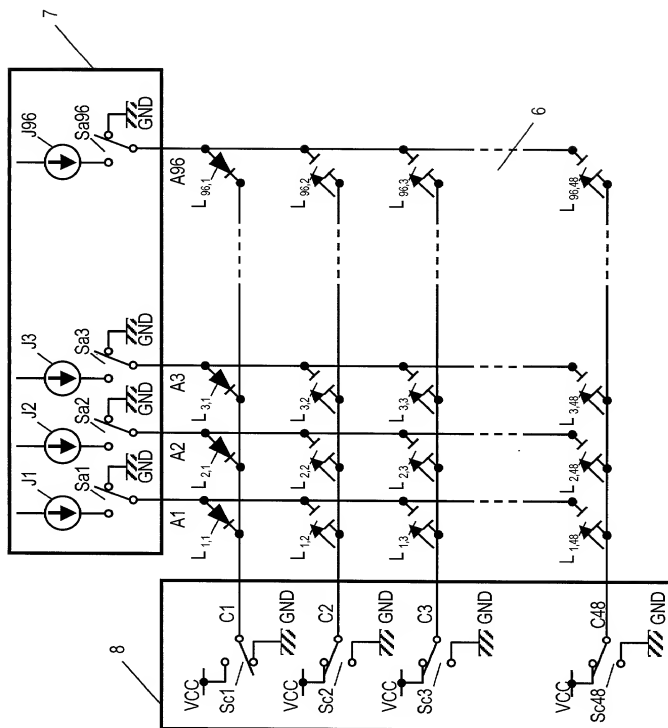 7
J1
J2
J3
J96
Sa1
Sa2
Sa3
Sa96
GND
GND
GND
GND
A1
A2
A3
A96
8
VCC
Sc1
C1
GND
L1,1
L2,1
L3,1
L96,1
VCC
Sc2
C2
GND
L1,2
L2,2
L3,2
L96,2
VCC
Sc3
C3
GND
L1,3
L2,3
L3,3
L96,3
6
VCC
Sc48
C48
GND
L1,48
L2,48
L3,48
L96,48